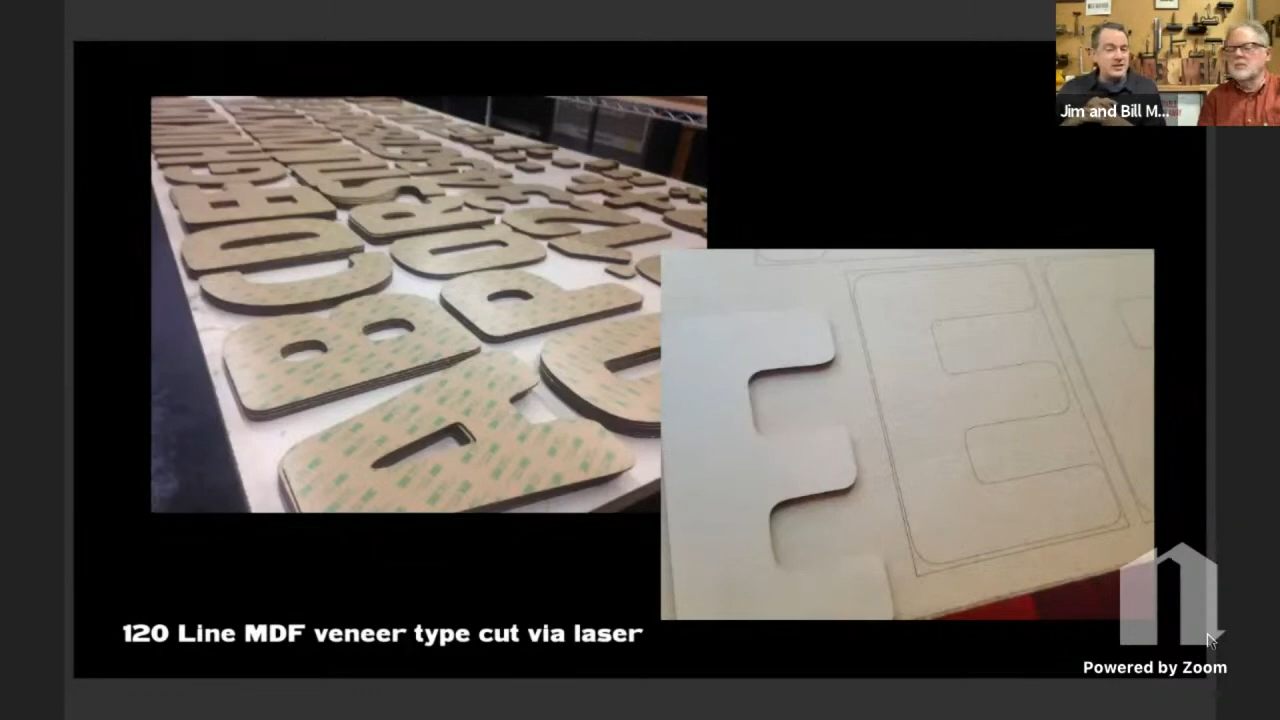 Jim and Bill M...
120 Line MDF veneer type cut via laser
Powered by Zoom